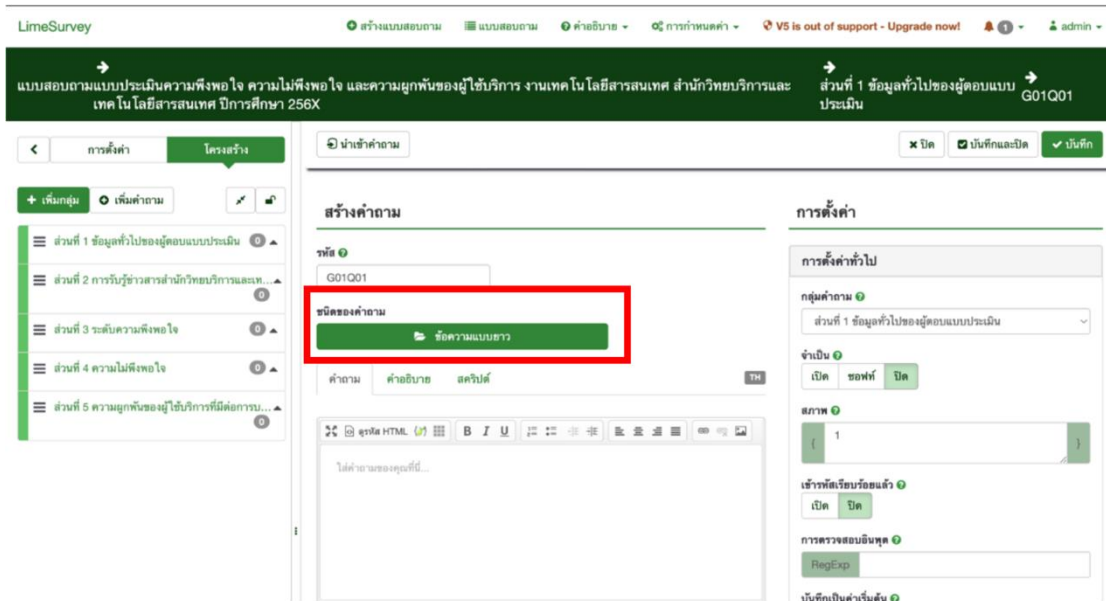 LimeSurvey
สร้างแบบสอบถาม
แบบสอบถาม
คำอธิบาย
การกำหนดค่า
V5 is out of support - Upgrade now!
1
admin
แบบสอบถามแบบประเมินความพึงพอใจ ความไม่พึงพอใจ และความผูกพันของผู้ใช้บริการ งานเทคโนโลยีสารสนเทศ สำนักวิทยบริการและ
เทคโนโลยีสารสนเทศ ปีการศึกษา 256X
ส่วนที่ 1 ข้อมูลทั่วไปของผู้ตอบแบบ
ประเมิน
G01Q01
การตั้งค่า
โครงสร้าง
นำเข้าคำถาม
ปิด
บันทึกและปิด
บันทึก
เพิ่มกลุ่ม
เพิ่มคำถาม
ส่วนที่ 1 ข้อมูลทั่วไปของผู้ตอบแบบประเมิน 0
ส่วนที่ 2 การรับรู้ข่าวสารสำนักวิทยบริการและเท...
0
ส่วนที่ 3 ระดับความพึงพอใจ 0
ส่วนที่ 4 ความไม่พึงพอใจ 0
ส่วนที่ 5 ความผูกพันของผู้ใช้บริการที่มีต่อการบ...
0
สร้างคำถาม
รหัส
G01Q01
ชนิดของคำถาม
ข้อความแบบยาว
คำถาม
คำอธิบาย
สคริปต์
TH
ดูรหัส HTML
B I U
ใส่คำถามของคุณที่นี่...
การตั้งค่า
การตั้งค่าทั่วไป
กลุ่มคำถาม
ส่วนที่ 1 ข้อมูลทั่วไปของผู้ตอบแบบประเมิน
จำเป็น
เปิด ซอฟท์ ปิด
สภาพ
{ 1 }
เข้ารหัสเรียบร้อยแล้ว
เปิด ปิด
การตรวจสอบอินพุต
RegExp
บันทึกเป็นค่าเริ่มต้น